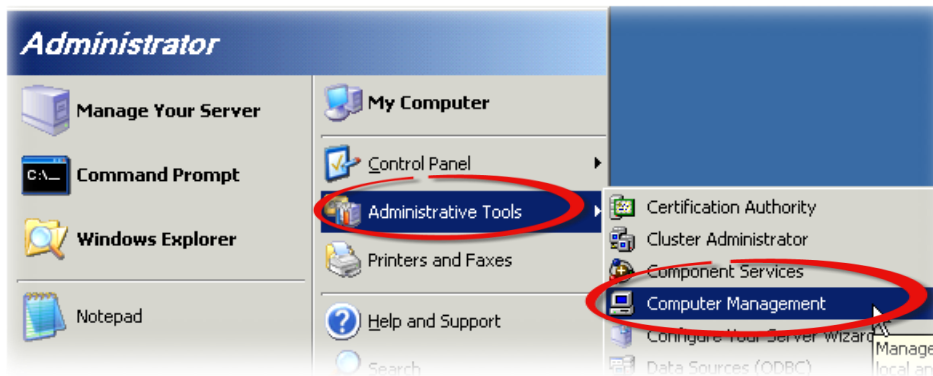 Administrator
Manage Your Server
Command Prompt
Windows Explorer
Notepad
My Computer
Control Panel
Administrative Tools
Printers and Faxes
Help and Support
Search
Certification Authority
Cluster Administrator
Component Services
Computer Management
Configure Your Server Wizard
Data Sources (ODBC)
Manage
local an
C:\_